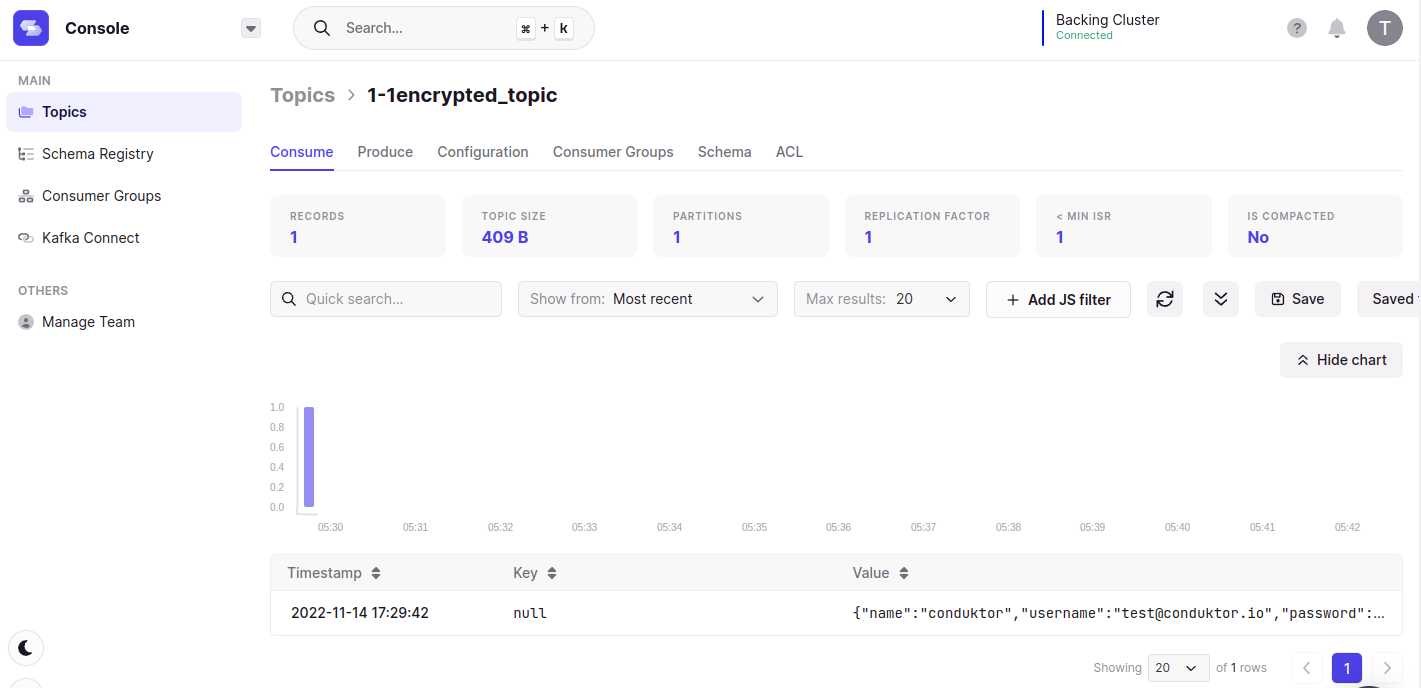 Console
Search...
⌘ + k
Backing Cluster
Connected
?
T
MAIN
Topics
Schema Registry
Consumer Groups
Kafka Connect
OTHERS
Manage Team
Topics > 1-1encrypted_topic
Consume Produce Configuration Consumer Groups Schema ACL
RECORDS
1
TOPIC SIZE
409 B
PARTITIONS
1
REPLICATION FACTOR
1
< MIN ISR
1
IS COMPACTED
No
Quick search...
Show from: Most recent
Max results: 20
+ Add JS filter
Save
Saved
Hide chart
1.0
0.8
0.6
0.4
0.2
0.0
05:30 05:31 05:32 05:33 05:34 05:35 05:36 05:37 05:38 05:39 05:40 05:41 05:42
Timestamp Key Value
2022-11-14 17:29:42 null {"name":"conduktor","username":"test@conduktor.io","password":...
Showing 20 of 1 rows
1